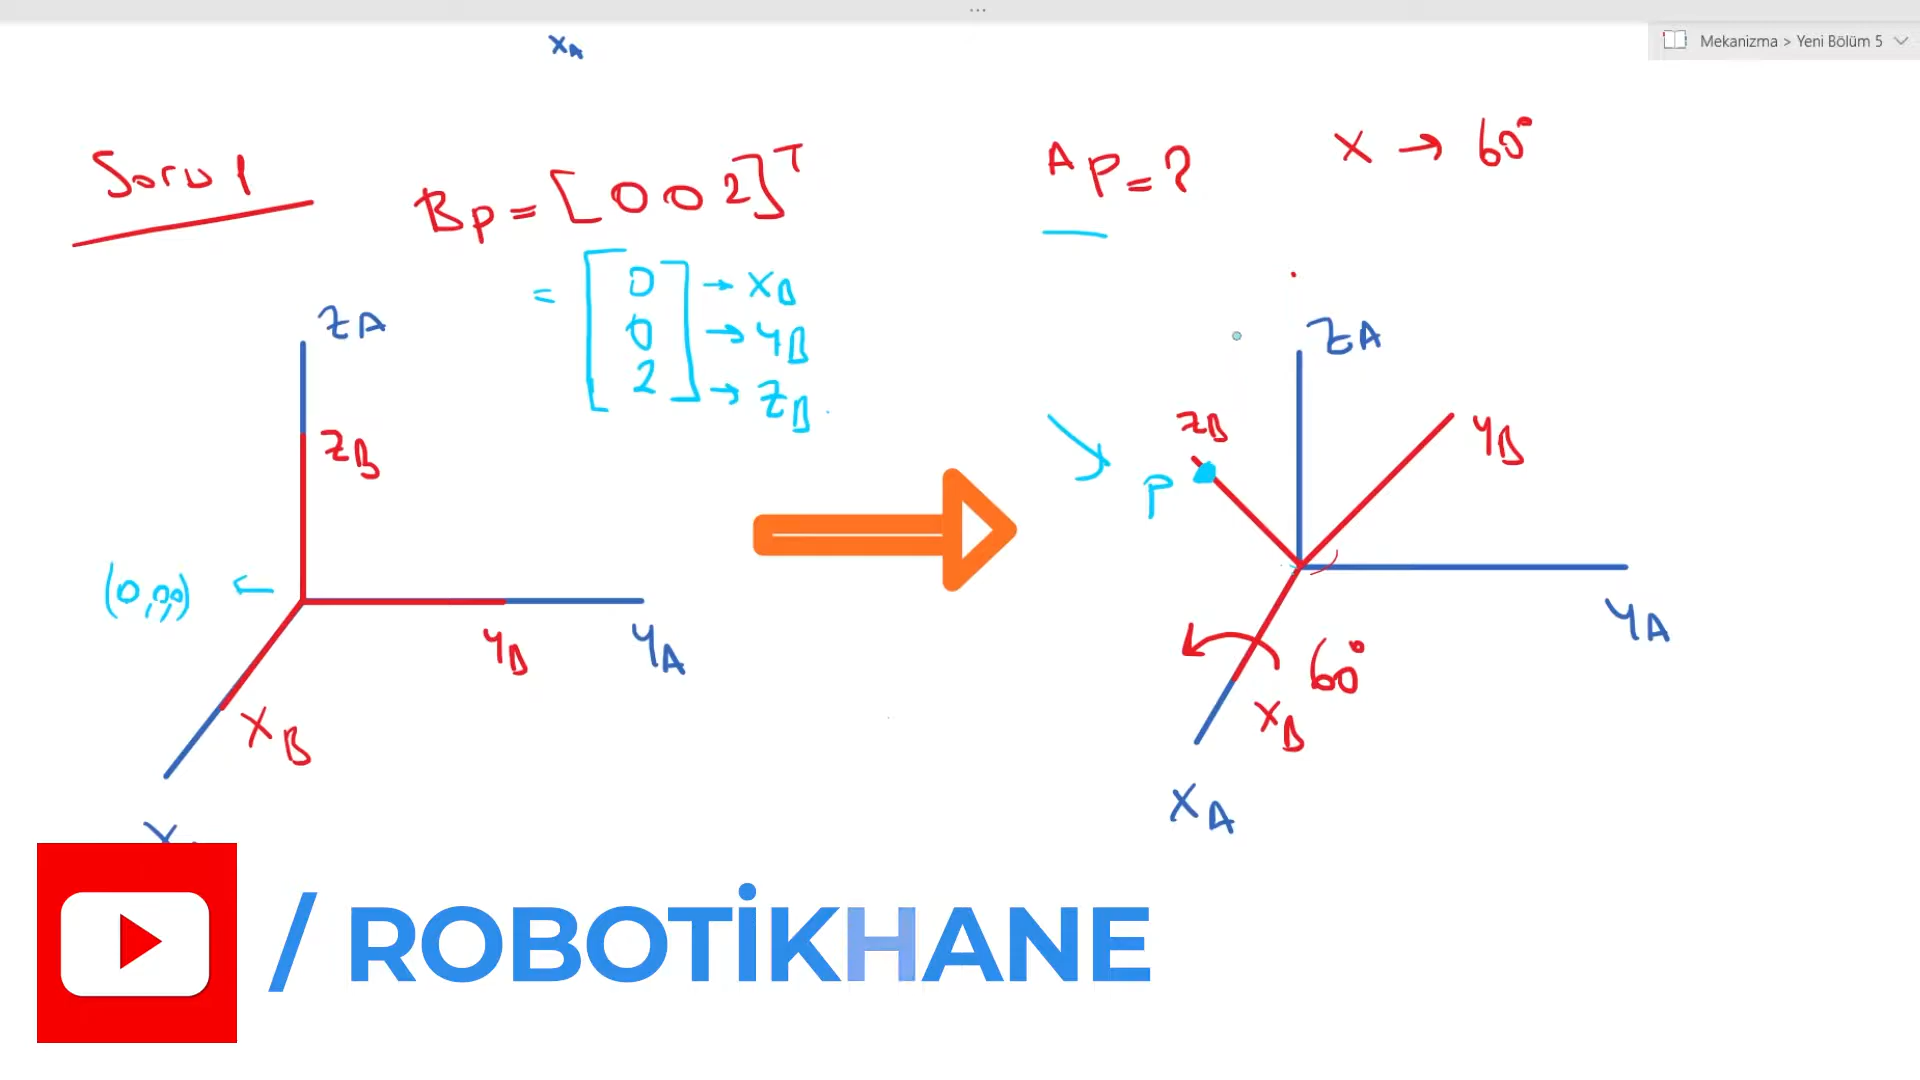 ...
Mekanizma > Yeni Bölüm 5
XA
Soru 1
Bp = [0 0 2]ᵀ
ᴬP = ?
X → 60°
= [0 → XB
0 → YB
2] → ZB
ZA
ZB
(0,0,0) ←
YB
YA
XB
ZA
ZB
YB
P
YA
60°
XB
XA
/ ROBOTİKHANE